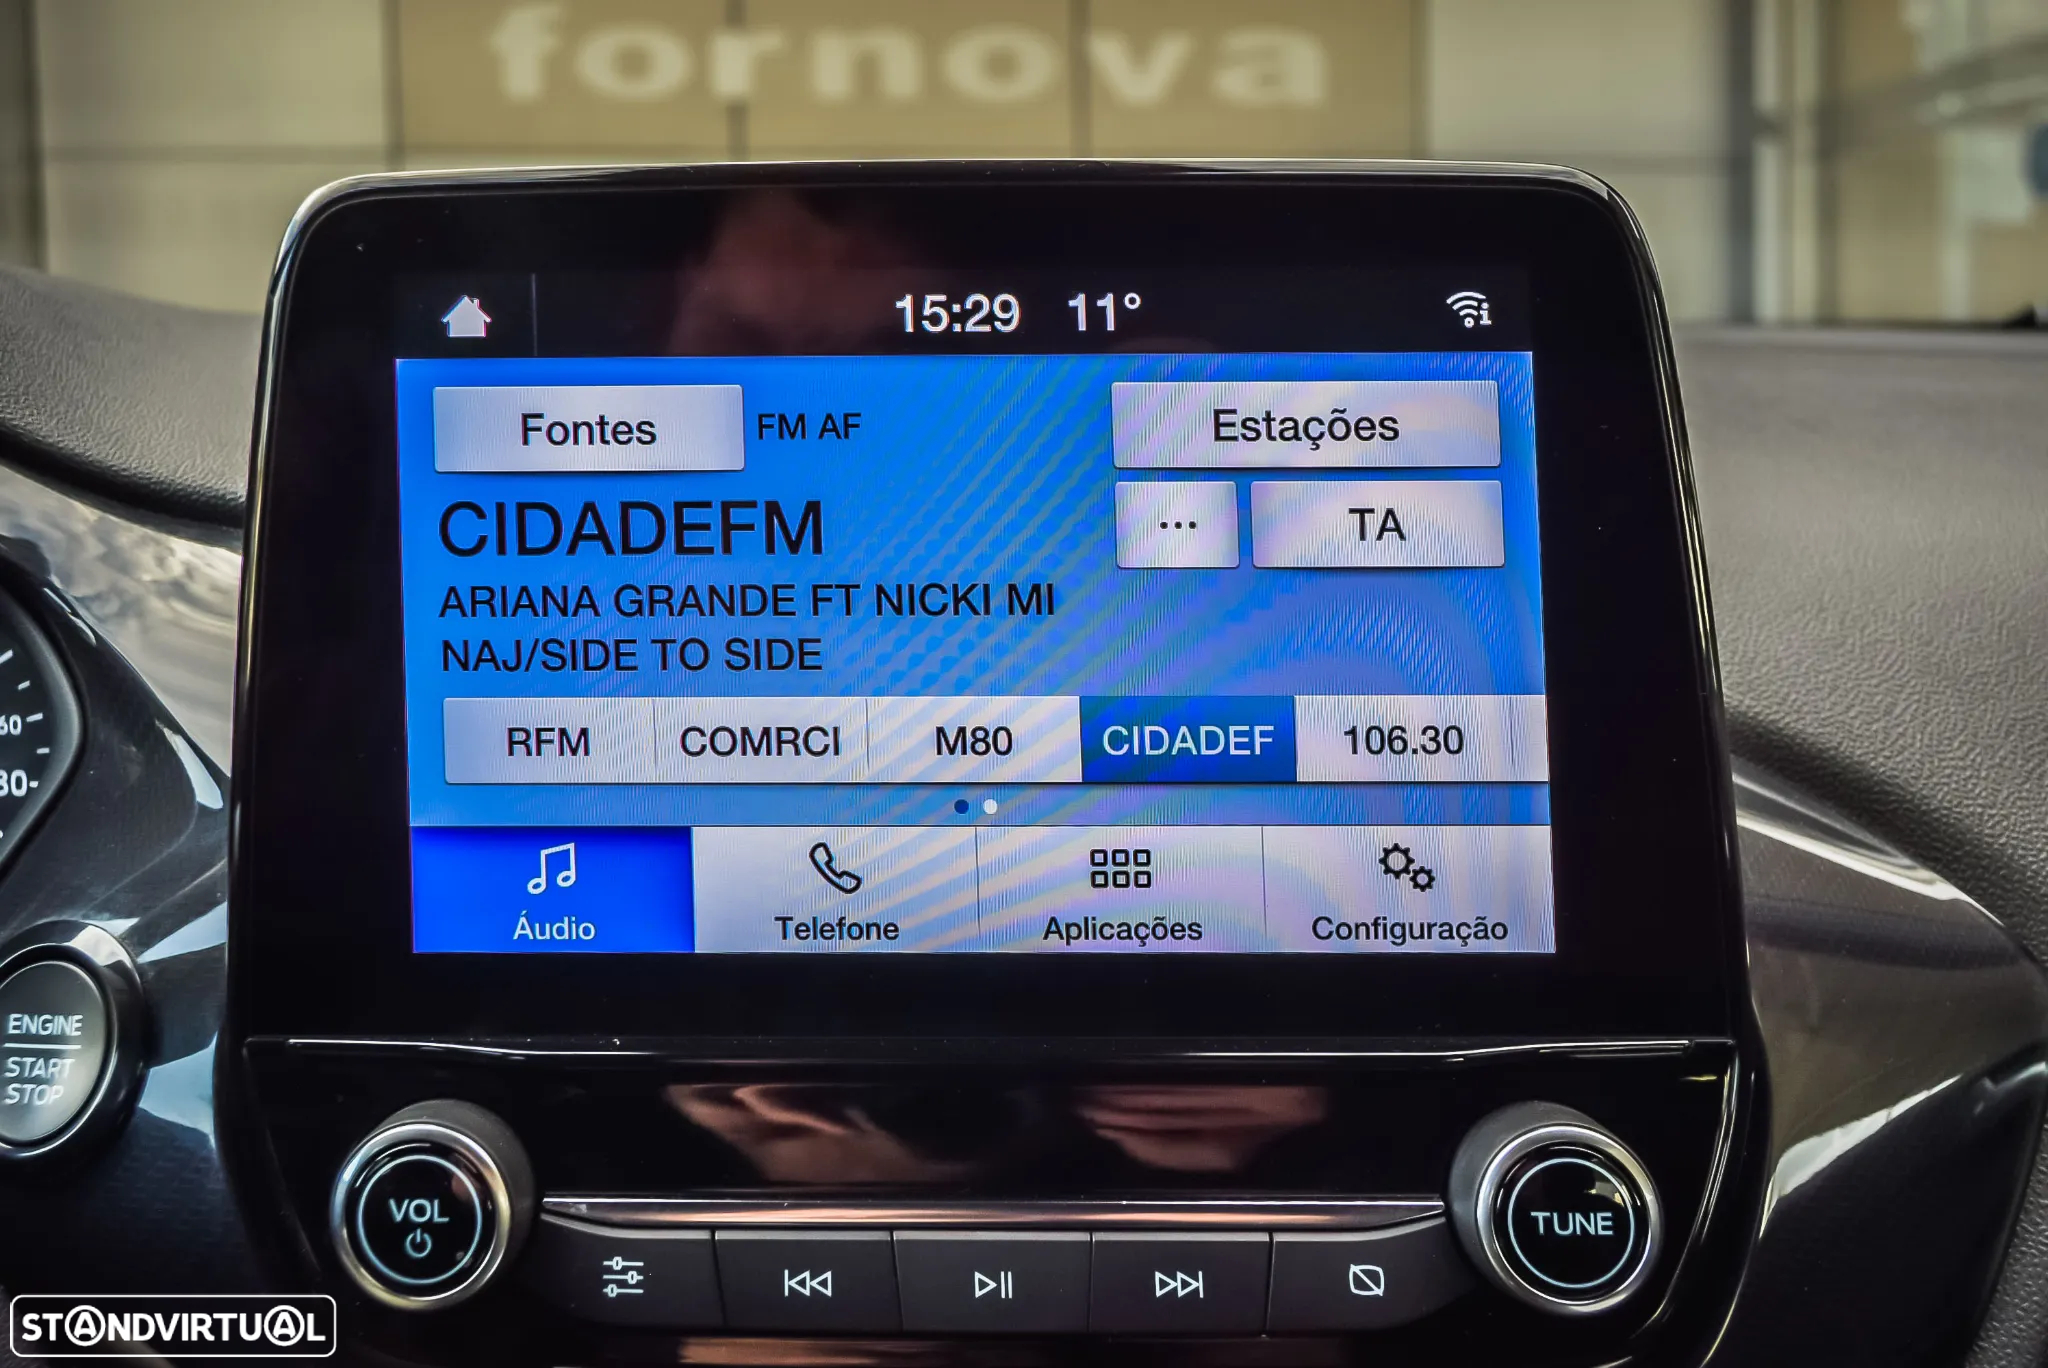 fornova
15:29 11°
Fontes FM AF Estações
CIDADEFM
... TA
ARIANA GRANDE FT NICKI MI
NAJ/SIDE TO SIDE
RFM COMRCI M80 CIDADEF 106.30
Áudio Telefone Aplicações Configuração
ENGINE
START
STOP
VOL
TUNE
STANDVIRTUAL